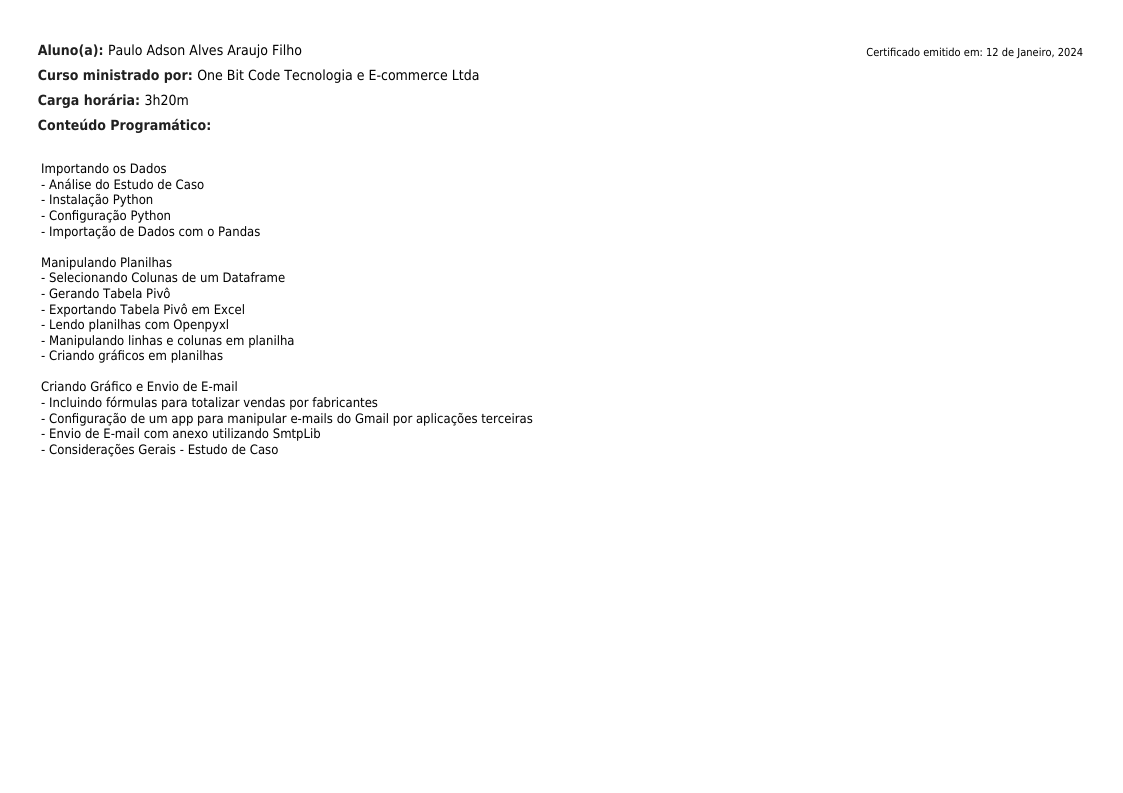 Aluno(a): Paulo Adson Alves Araujo Filho
Certificado emitido em: 12 de Janeiro, 2024
Curso ministrado por: One Bit Code Tecnologia e E-commerce Ltda
Carga horária: 3h20m
Conteúdo Programático:
Importando os Dados
- Análise do Estudo de Caso
- Instalação Python
- Configuração Python
- Importação de Dados com o Pandas
Manipulando Planilhas
- Selecionando Colunas de um Dataframe
- Gerando Tabela Pivô
- Exportando Tabela Pivô em Excel
- Lendo planilhas com Openpyxl
- Manipulando linhas e colunas em planilha
- Criando gráficos em planilhas
Criando Gráfico e Envio de E-mail
- Incluindo fórmulas para totalizar vendas por fabricantes
- Configuração de um app para manipular e-mails do Gmail por aplicações terceiras
- Envio de E-mail com anexo utilizando SmtpLib
- Considerações Gerais - Estudo de Caso